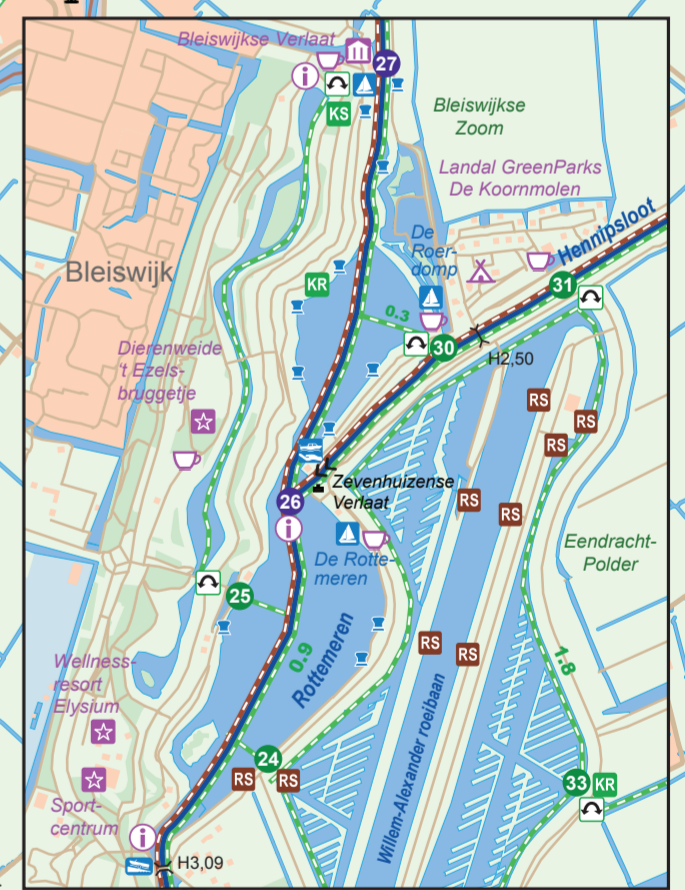 Bleiswijkse Verlaat
27
i
KS
Bleiswijkse
Zoom
Landal GreenParks
De Koornmolen
De
Roer-
domp
Hennipsloot
Bleiswijk
KR
31
0.3
30
H2,50
Dierenweide
't Ezels-
bruggetje
RS
RS
RS
26
Zevenhuizense
Verlaat
RS
RS
i
De Rotte-
meren
Eendracht-
Polder
25
0.9
Rottemeren
RS
RS
1.8
Wellness-
resort
Elysium
Willem-Alexander roeibaan
24
RS
RS
33
KR
Sport-
centrum
i
H3,09